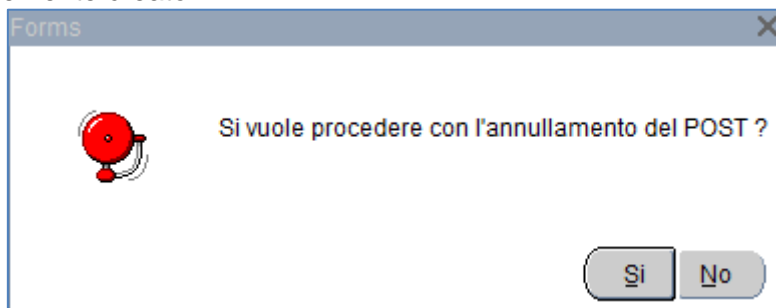 Forms
Si vuole procedere con l'annullamento del POST ?
Si No